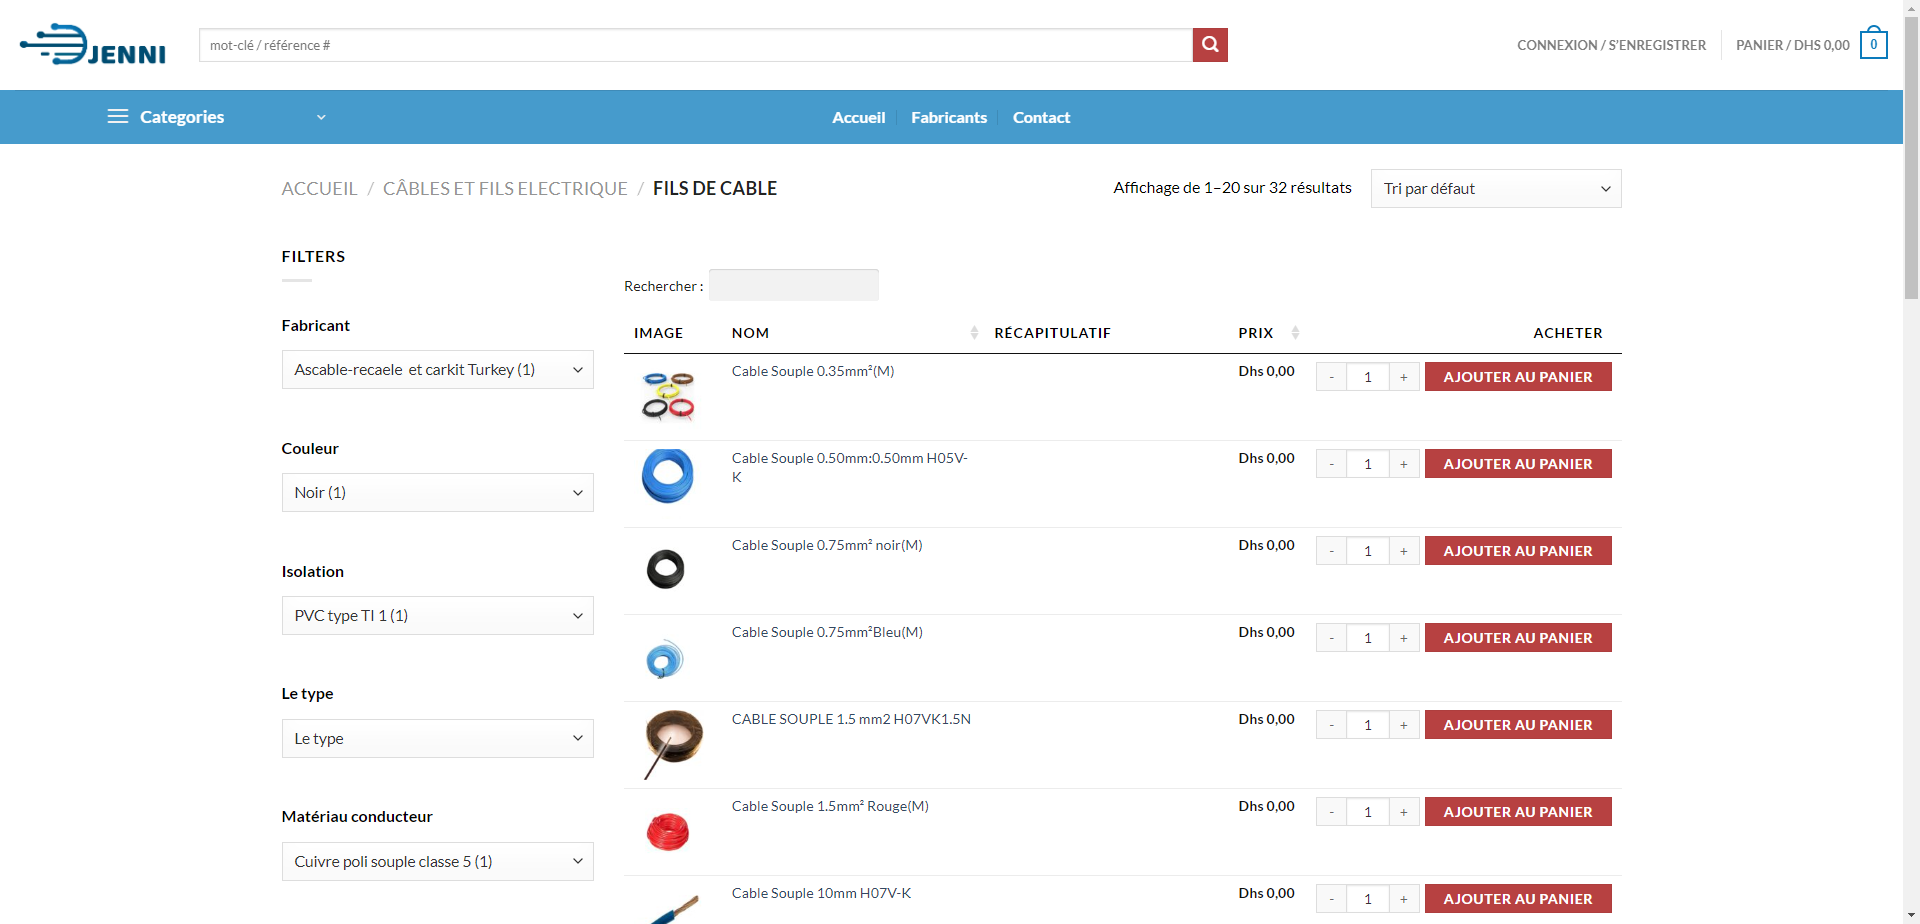 JENNI
mot-clé / référence #
CONNEXION / S'ENREGISTRER
PANIER / DHS 0,00
0
Categories
Accueil
Fabricants
Contact
ACCUEIL / CÂBLES ET FILS ELECTRIQUE / FILS DE CABLE
Affichage de 1–20 sur 32 résultats
Tri par défaut
FILTERS
Fabricant
Ascable-recaele et carkit Turkey (1)
Couleur
Noir (1)
Isolation
PVC type TI 1 (1)
Le type
Le type
Matériau conducteur
Cuivre poli souple classe 5 (1)
Rechercher :
IMAGE NOM RÉCAPITULATIF PRIX ACHETER
Cable Souple 0.35mm²(M) Dhs 0,00 - 1 + AJOUTER AU PANIER
Cable Souple 0.50mm:0.50mm H05V-
K
Dhs 0,00 - 1 + AJOUTER AU PANIER
Cable Souple 0.75mm² noir(M) Dhs 0,00 - 1 + AJOUTER AU PANIER
Cable Souple 0.75mm²Bleu(M) Dhs 0,00 - 1 + AJOUTER AU PANIER
CABLE SOUPLE 1.5 mm2 H07VK1.5N Dhs 0,00 - 1 + AJOUTER AU PANIER
Cable Souple 1.5mm² Rouge(M) Dhs 0,00 - 1 + AJOUTER AU PANIER
Cable Souple 10mm H07V-K Dhs 0,00 - 1 + AJOUTER AU PANIER